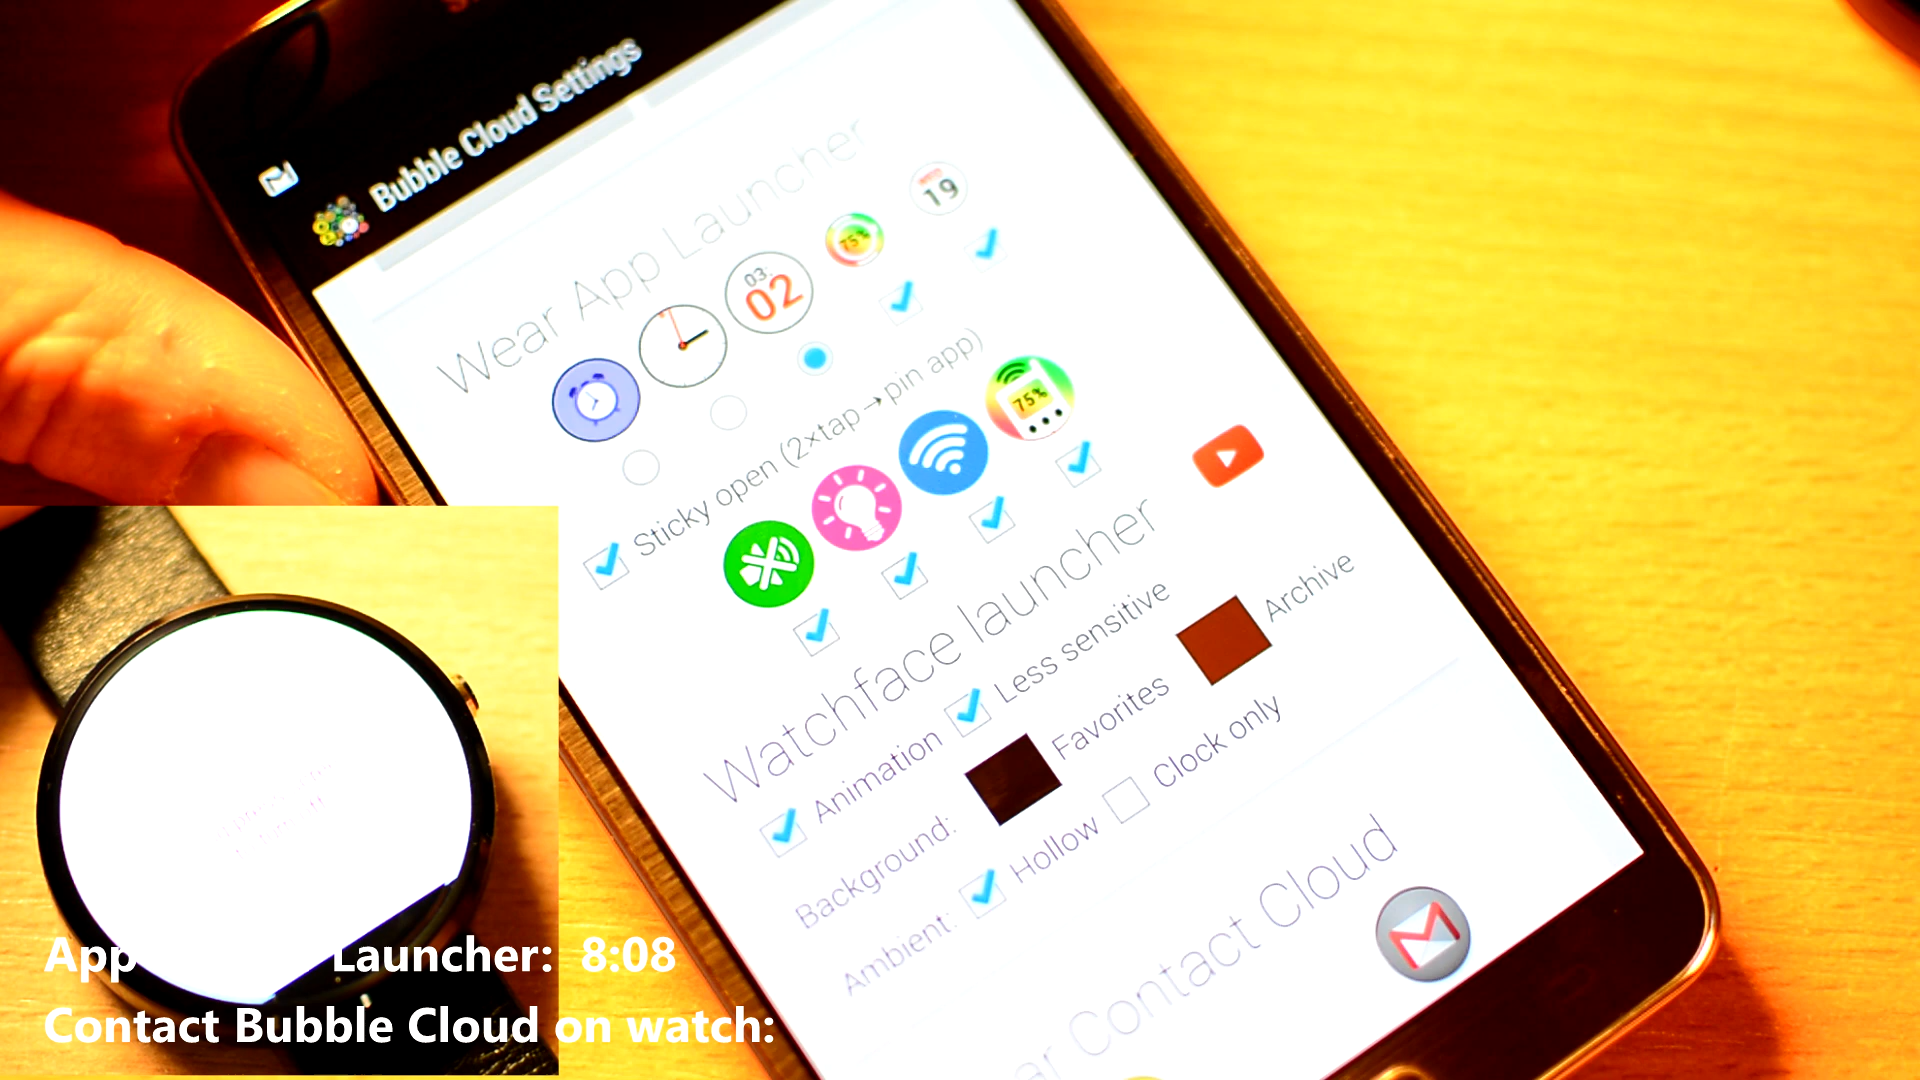 Bubble Cloud Settings
Wear App Launcher
03:
02
75%
19
Sticky open (2×tap→pin app)
75%
Watchface launcher
Animation
Less sensitive
Background:
Favorites
Archive
Ambient:
Hollow
Clock only
Contact Cloud
App
Launcher: 8:08
Contact Bubble Cloud on watch: